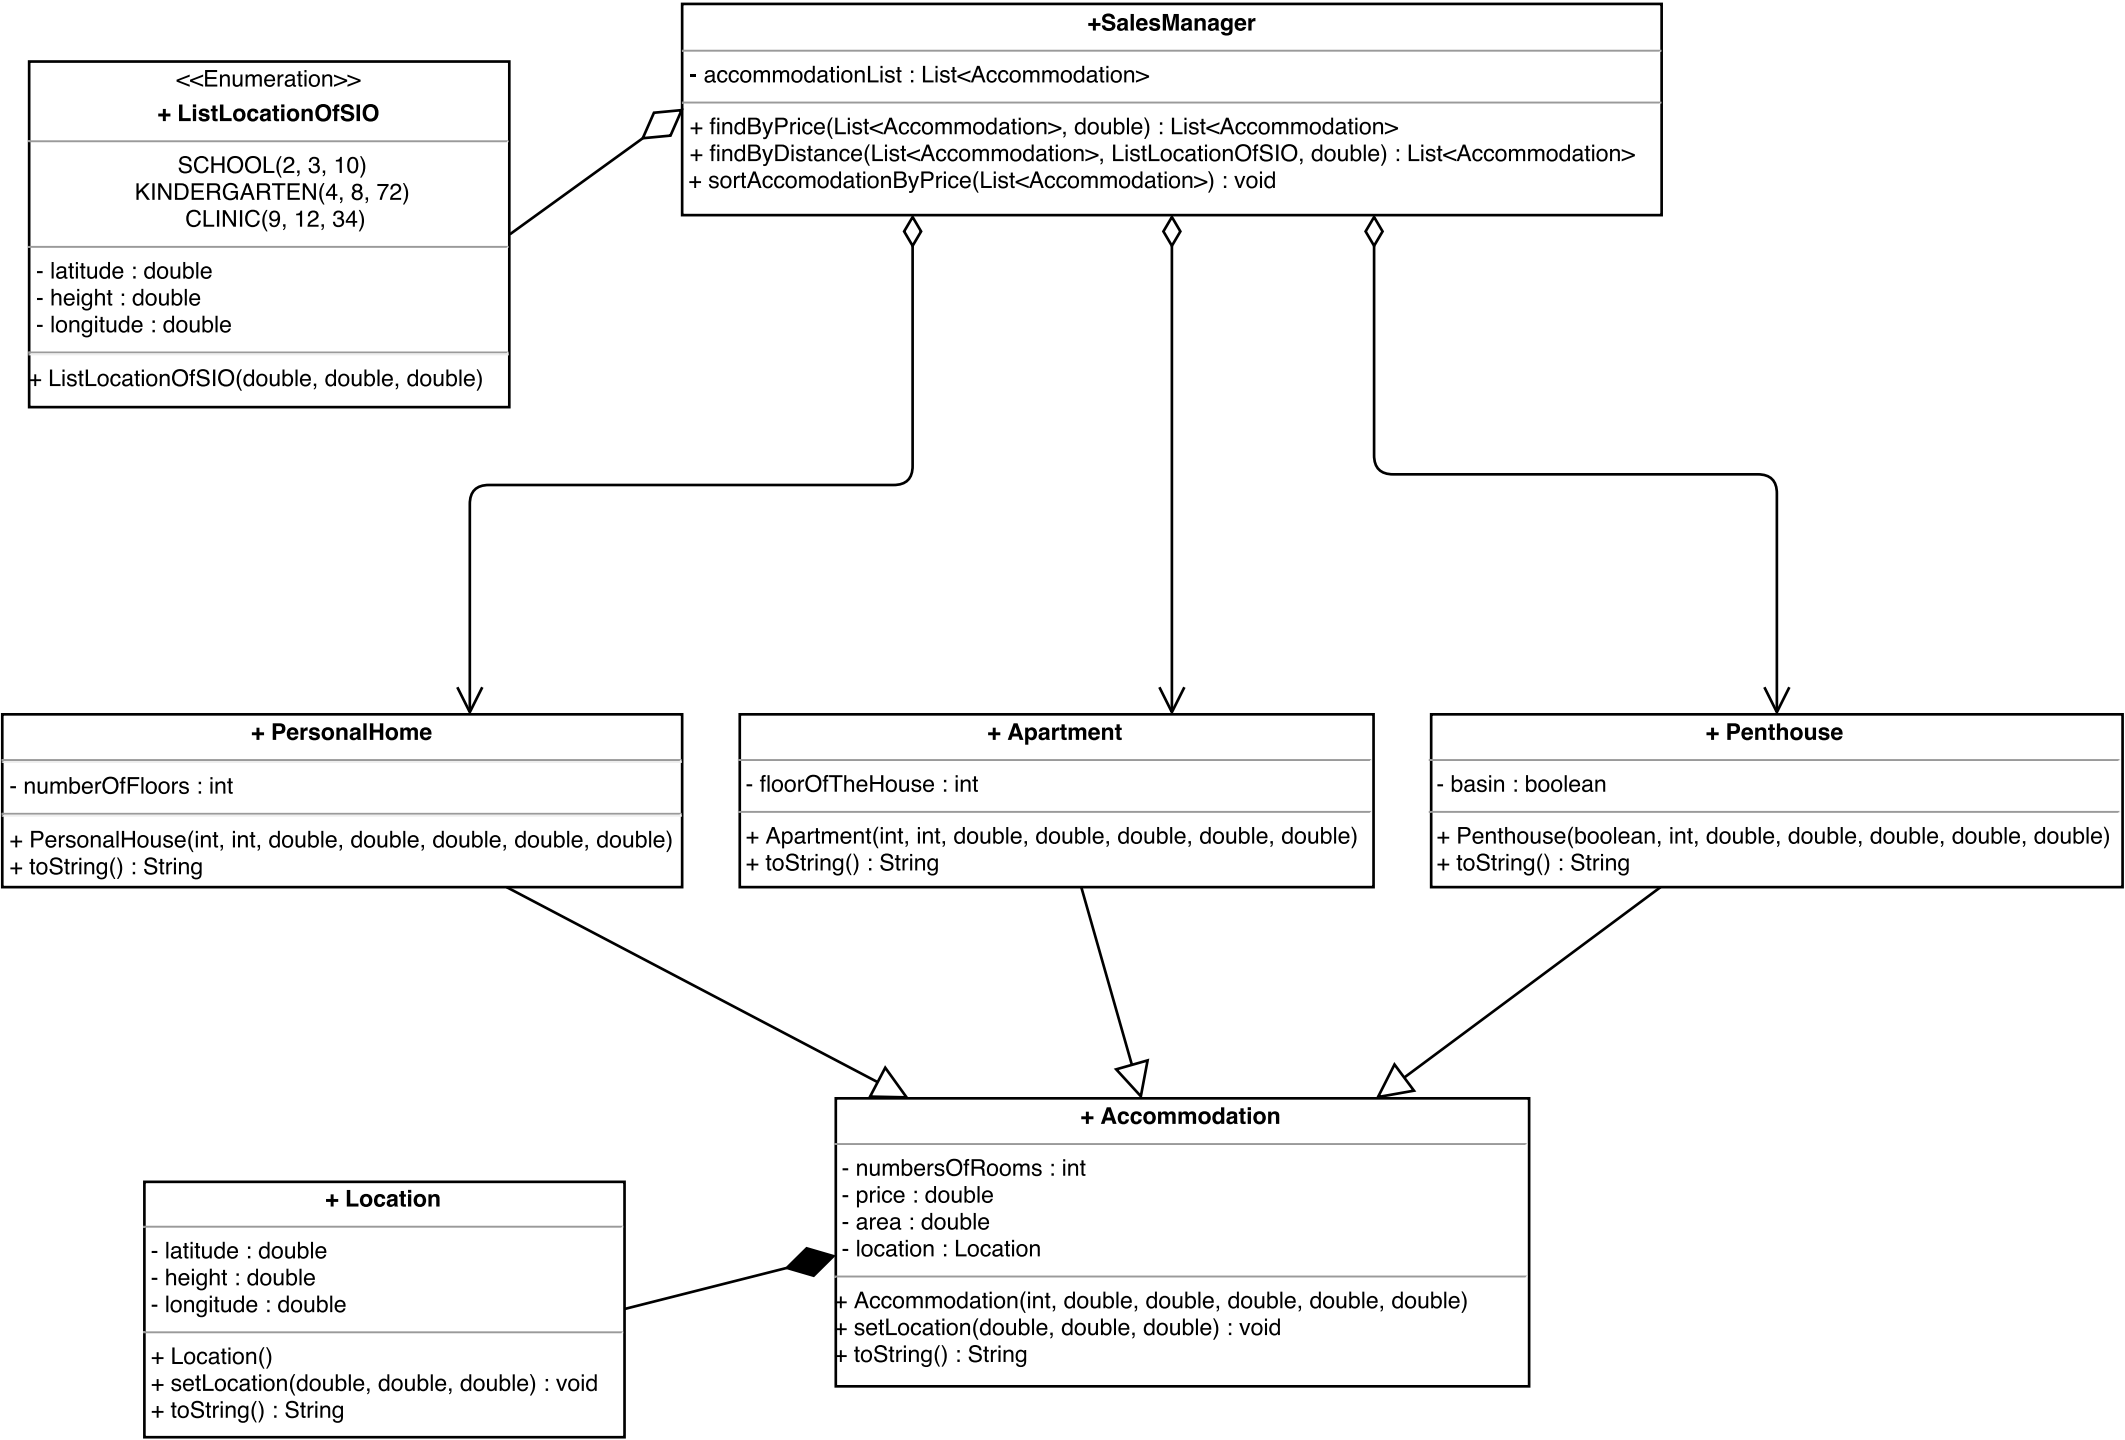 +SalesManager
- accommodationList : List<Accommodation>
+ findByPrice(List<Accommodation>, double) : List<Accommodation>
+ findByDistance(List<Accommodation>, ListLocationOfSIO, double) : List<Accommodation>
+ sortAccomodationByPrice(List<Accommodation>) : void
<<Enumeration>>
+ ListLocationOfSIO
SCHOOL(2, 3, 10)
KINDERGARTEN(4, 8, 72)
CLINIC(9, 12, 34)
- latitude : double
- height : double
- longitude : double
+ ListLocationOfSIO(double, double, double)
+ PersonalHome
- numberOfFloors : int
+ PersonalHouse(int, int, double, double, double, double, double)
+ toString() : String
+ Apartment
- floorOfTheHouse : int
+ Apartment(int, int, double, double, double, double, double)
+ toString() : String
+ Penthouse
- basin : boolean
+ Penthouse(boolean, int, double, double, double, double, double)
+ toString() : String
+ Accommodation
- numbersOfRooms : int
- price : double
- area : double
- location : Location
+ Accommodation(int, double, double, double, double, double)
+ setLocation(double, double, double) : void
+ toString() : String
+ Location
- latitude : double
- height : double
- longitude : double
+ Location()
+ setLocation(double, double, double) : void
+ toString() : String